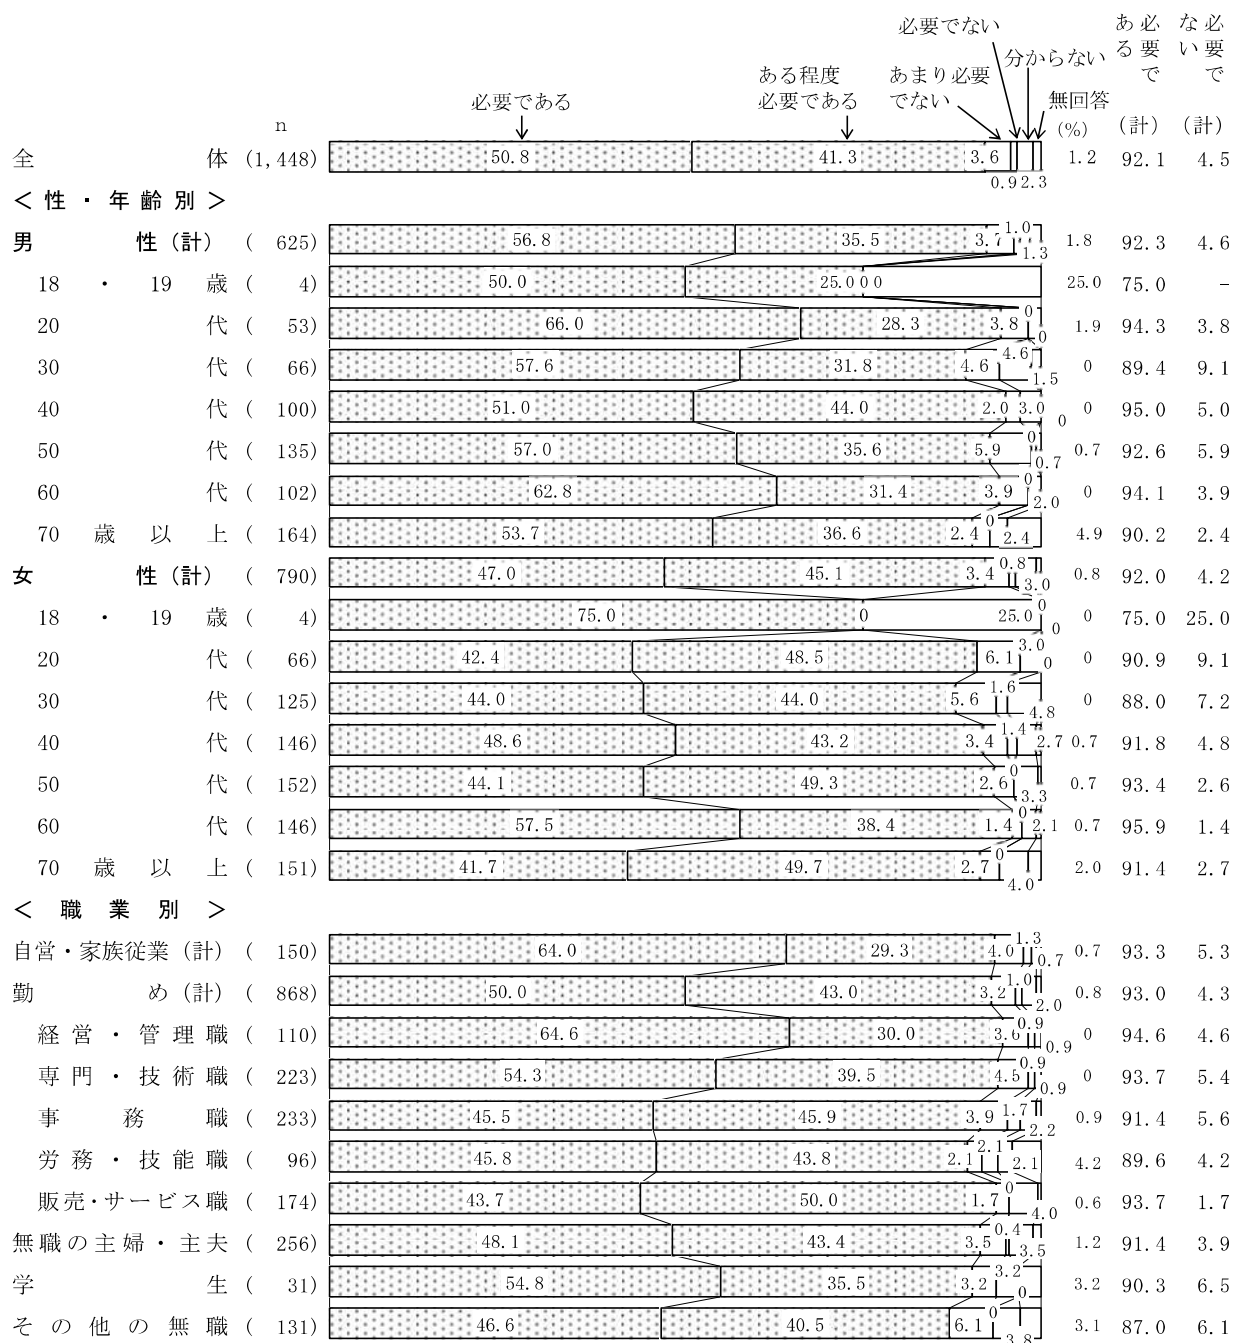 必要でない
あ必 な必
る要 い要
で で
分からない
ある程度 あまり必要
必要である 必要である でない 無回答
n (%) （計） （計）
全体 (1,448) 50.8 41.3 3.6 0.9 2.3 1.2 92.1 4.5
＜性・年齢別＞
男性（計） ( 625) 56.8 35.5 3.7 1.0 1.3 1.8 92.3 4.6
18・19歳 ( 4) 50.0 25.0 0 0 0 25.0 75.0 －
20代 ( 53) 66.0 28.3 3.8 0 0 1.9 94.3 3.8
30代 ( 66) 57.6 31.8 4.6 4.6 1.5 0 89.4 9.1
40代 ( 100) 51.0 44.0 2.0 3.0 0 0 95.0 5.0
50代 ( 135) 57.0 35.6 5.9 0 0.7 0.7 92.6 5.9
60代 ( 102) 62.8 31.4 3.9 0 2.0 0 94.1 3.9
70歳以上 ( 164) 53.7 36.6 2.4 0 2.4 4.9 90.2 2.4
女性（計） ( 790) 47.0 45.1 3.4 0.8 3.0 0.8 92.0 4.2
18・19歳 ( 4) 75.0 0 25.0 0 0 0 75.0 25.0
20代 ( 66) 42.4 48.5 6.1 3.0 0 0 90.9 9.1
30代 ( 125) 44.0 44.0 5.6 1.6 4.8 0 88.0 7.2
40代 ( 146) 48.6 43.2 3.4 1.4 2.7 0.7 91.8 4.8
50代 ( 152) 44.1 49.3 2.6 0 3.3 0.7 93.4 2.6
60代 ( 146) 57.5 38.4 1.4 0 2.1 0.7 95.9 1.4
70歳以上 ( 151) 41.7 49.7 2.7 0 4.0 2.0 91.4 2.7
＜職業別＞
自営・家族従業（計） ( 150) 64.0 29.3 4.0 1.3 0.7 0.7 93.3 5.3
勤め（計） ( 868) 50.0 43.0 3.2 1.0 2.0 0.8 93.0 4.3
経営・管理職 ( 110) 64.6 30.0 3.6 0.9 0.9 0 94.6 4.6
専門・技術職 ( 223) 54.3 39.5 4.5 0.9 0.9 0 93.7 5.4
事務職 ( 233) 45.5 45.9 3.9 1.7 2.2 0.9 91.4 5.6
労務・技能職 ( 96) 45.8 43.8 2.1 2.1 2.1 4.2 89.6 4.2
販売・サービス職 ( 174) 43.7 50.0 1.7 0 4.0 0.6 93.7 1.7
無職の主婦・主夫 ( 256) 48.1 43.4 3.5 0.4 3.5 1.2 91.4 3.9
学生 ( 31) 54.8 35.5 3.2 3.2 0 3.2 90.3 6.5
その他の無職 ( 131) 46.6 40.5 6.1 0 3.8 3.1 87.0 6.1